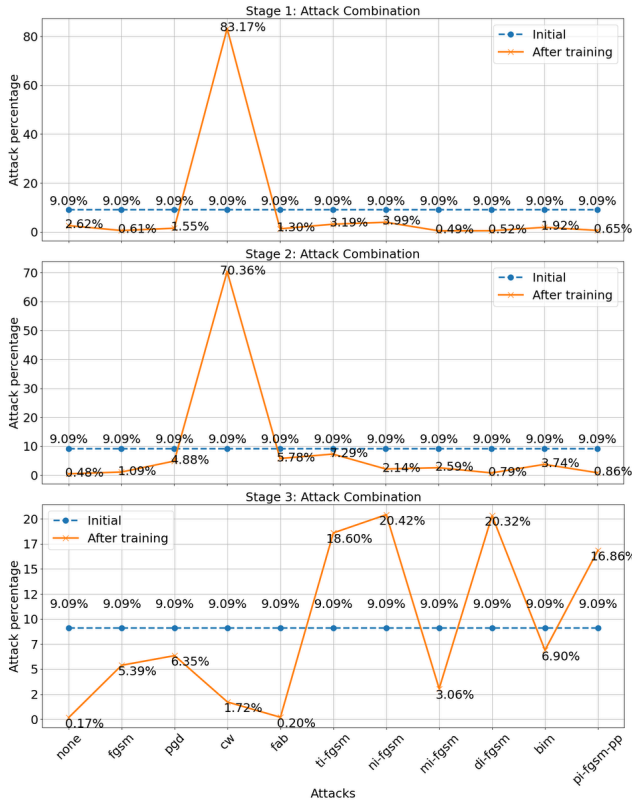 Stage 1: Attack Combination
Attack percentage
80
60
40
20
0
Initial
After training
9.09% 9.09% 9.09% 9.09% 9.09% 9.09% 9.09% 9.09% 9.09% 9.09% 9.09%
2.62% 0.61% 1.55% 83.17% 1.30% 3.19% 3.99% 0.49% 0.52% 1.92% 0.65%
Stage 2: Attack Combination
Attack percentage
70
60
50
40
30
20
10
0
Initial
After training
9.09% 9.09% 9.09% 9.09% 9.09% 9.09% 9.09% 9.09% 9.09% 9.09% 9.09%
0.48% 1.09% 4.88% 70.36% 5.78% 7.29% 2.14% 2.59% 0.79% 3.74% 0.86%
Stage 3: Attack Combination
Attack percentage
20
17
15
12
10
7
5
2
0
Initial
After training
9.09% 9.09% 9.09% 9.09% 9.09% 9.09% 9.09% 9.09% 9.09% 9.09% 9.09%
0.17% 5.39% 6.35% 1.72% 0.20% 18.60% 20.42% 3.06% 20.32% 6.90% 16.86%
none fgsm pgd cw fab ti-fgsm ni-fgsm mi-fgsm di-fgsm bim pi-fgsm-pp
Attacks